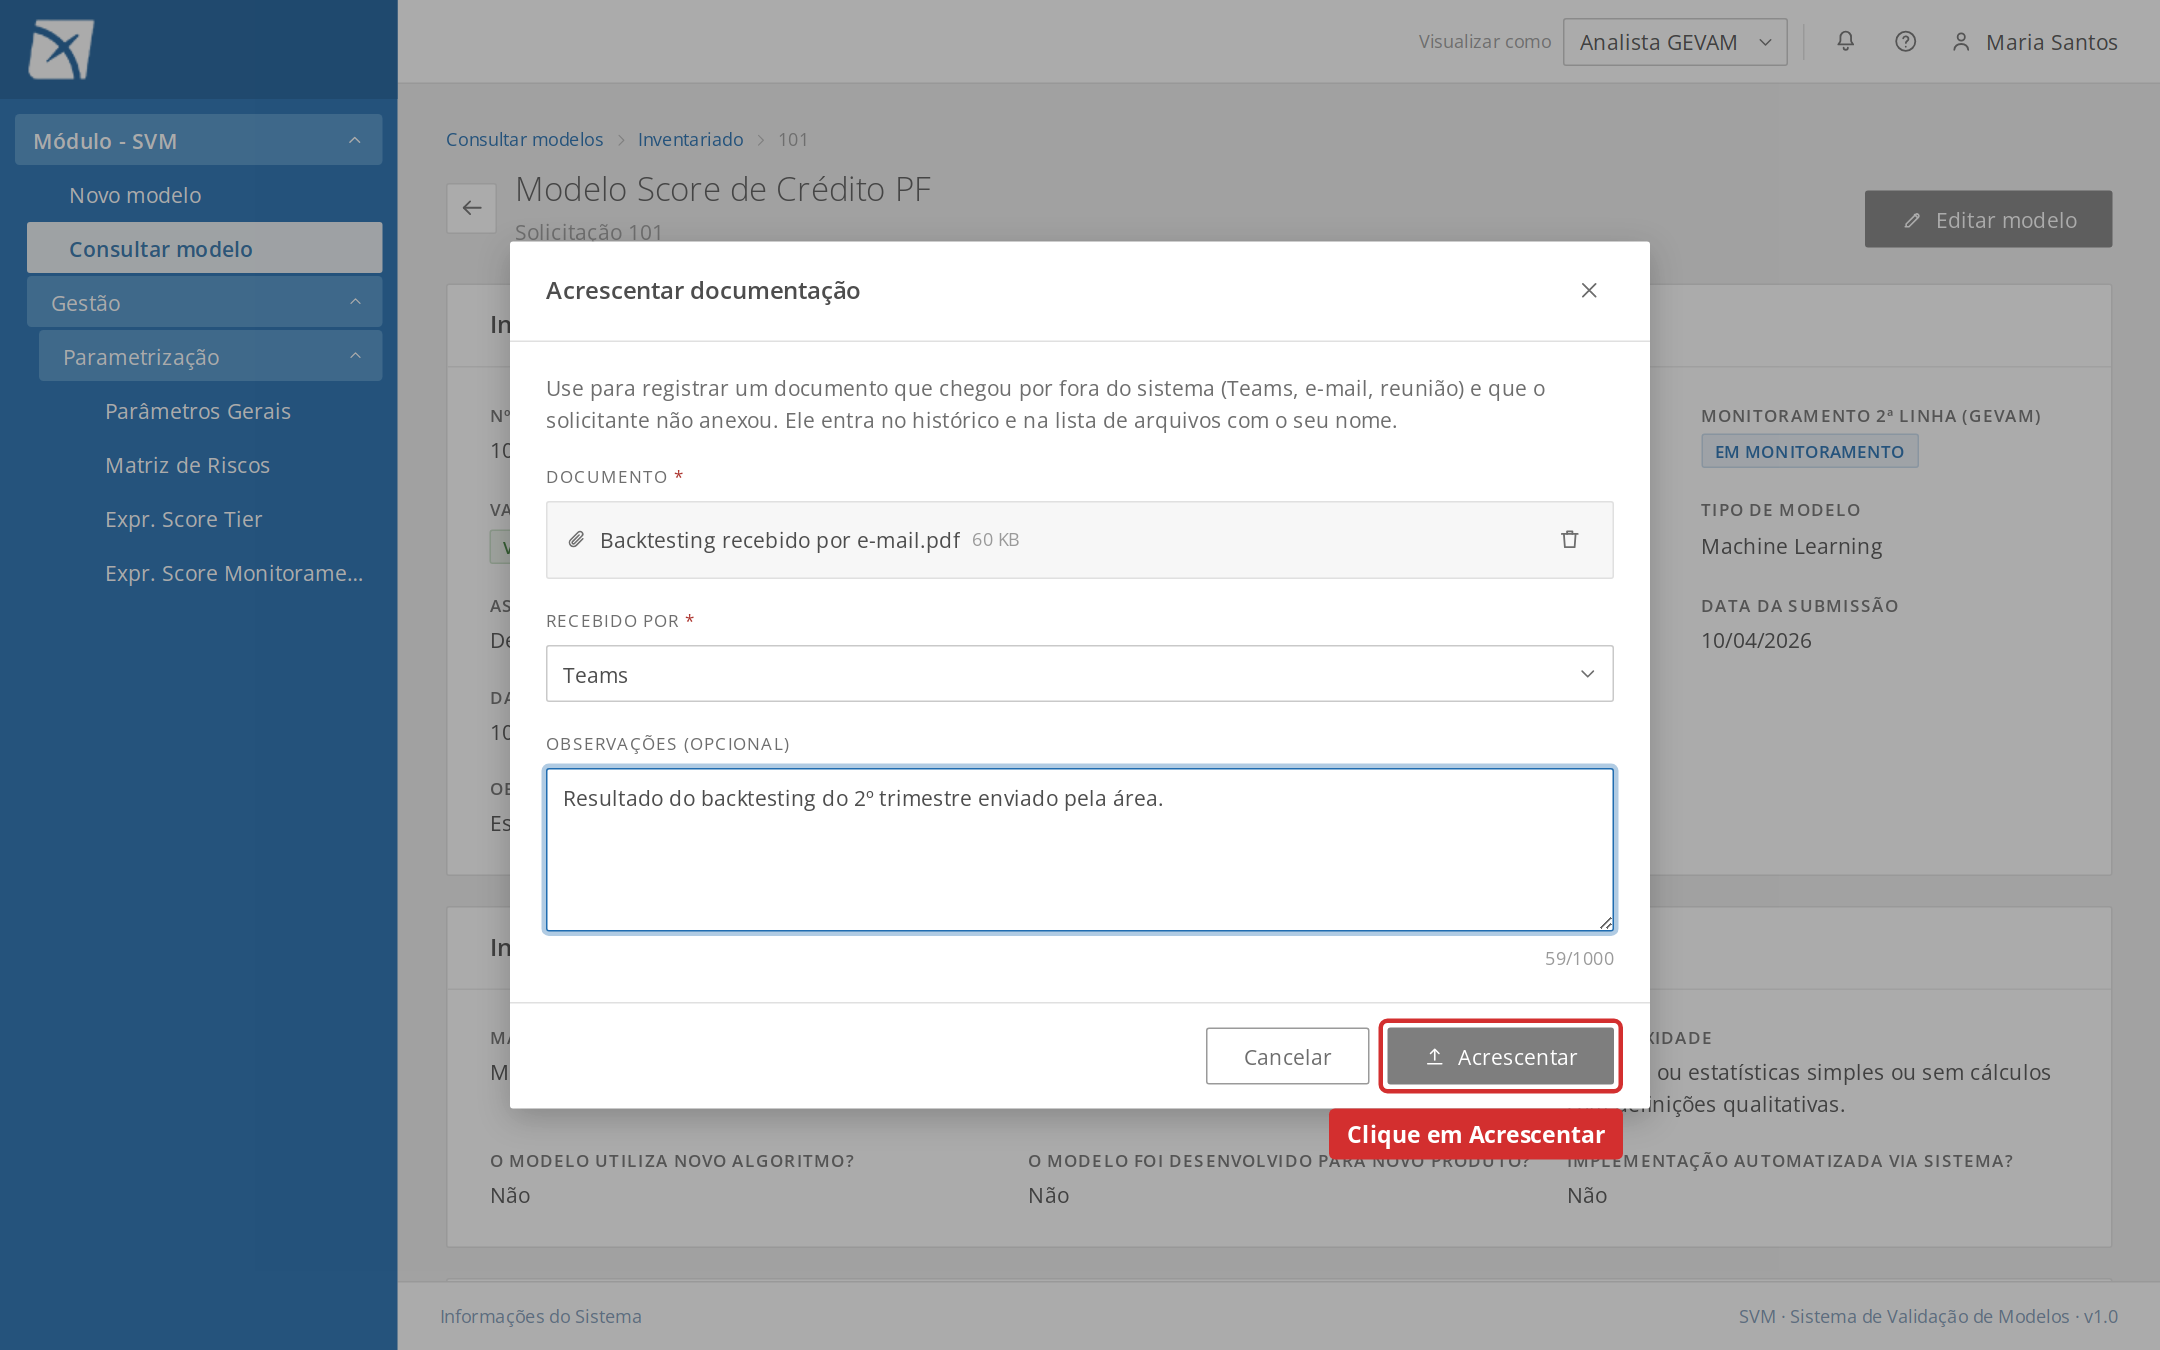 Visualizar como
Analista GEVAM
Maria Santos
Módulo - SVM
Novo modelo
Consultar modelo
Gestão
Parametrização
Parâmetros Gerais
Matriz de Riscos
Expr. Score Tier
Expr. Score Monitorame...
Consultar modelos > Inventariado > 101
Modelo Score de Crédito PF
Solicitação 101
Editar modelo
Acrescentar documentação
Use para registrar um documento que chegou por fora do sistema (Teams, e-mail, reunião) e que o
solicitante não anexou. Ele entra no histórico e na lista de arquivos com o seu nome.
DOCUMENTO *
Backtesting recebido por e-mail.pdf 60 KB
RECEBIDO POR *
Teams
OBSERVAÇÕES (OPCIONAL)
Resultado do backtesting do 2º trimestre enviado pela área.
59/1000
Cancelar
Acrescentar
Clique em Acrescentar
MONITORAMENTO 2ª LINHA (GEVAM)
EM MONITORAMENTO
TIPO DE MODELO
Machine Learning
DATA DA SUBMISSÃO
10/04/2026
ou estatísticas simples ou sem cálculos
qualitativas.
O MODELO UTILIZA NOVO ALGORITMO?
Não
O MODELO FOI DESENVOLVIDO PARA NOVO PRODUTO?
Não
IMPLEMENTAÇÃO AUTOMATIZADA VIA SISTEMA?
Não
Informações do Sistema
SVM · Sistema de Validação de Modelos · v1.0